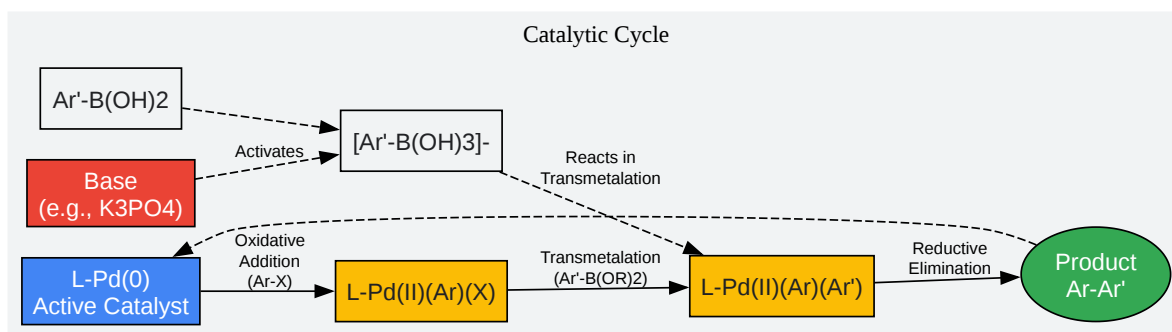 Catalytic Cycle
Ar'-B(OH)2
[Ar'-B(OH)3]-
Activates
Base
(e.g., K3PO4)
Reacts in
Transmetalation
L-Pd(0)
Active Catalyst
Oxidative
Addition
(Ar-X)
L-Pd(II)(Ar)(X)
Transmetalation
(Ar'-B(OR)2)
L-Pd(II)(Ar)(Ar')
Reductive
Elimination
Product
Ar-Ar'